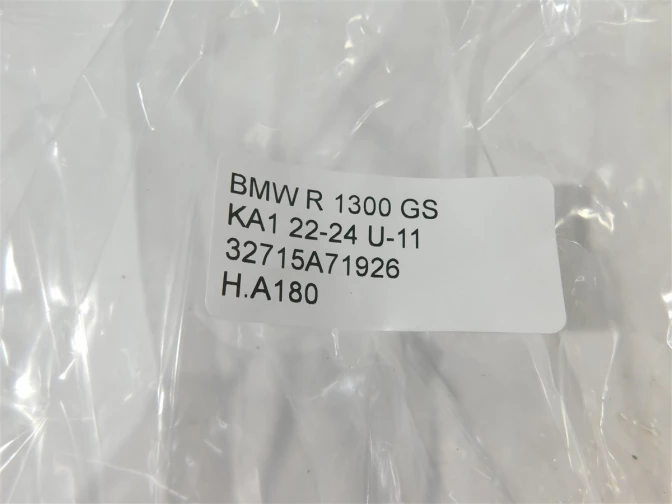 BMW R 1300 GS
KA1 22-24 U-11
32715A71926
H.A180